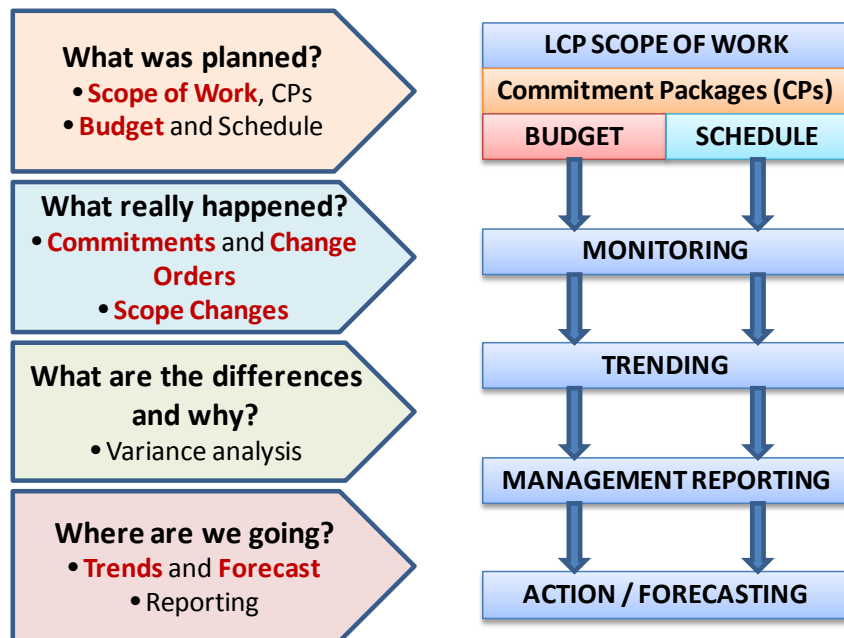 What was planned?
• Scope of Work, CPs
• Budget and Schedule
What really happened?
• Commitments and Change
Orders
• Scope Changes
What are the differences
and why?
• Variance analysis
Where are we going?
• Trends and Forecast
• Reporting
LCP SCOPE OF WORK
Commitment Packages (CPs)
BUDGET
SCHEDULE
MONITORING
TRENDING
MANAGEMENT REPORTING
ACTION / FORECASTING